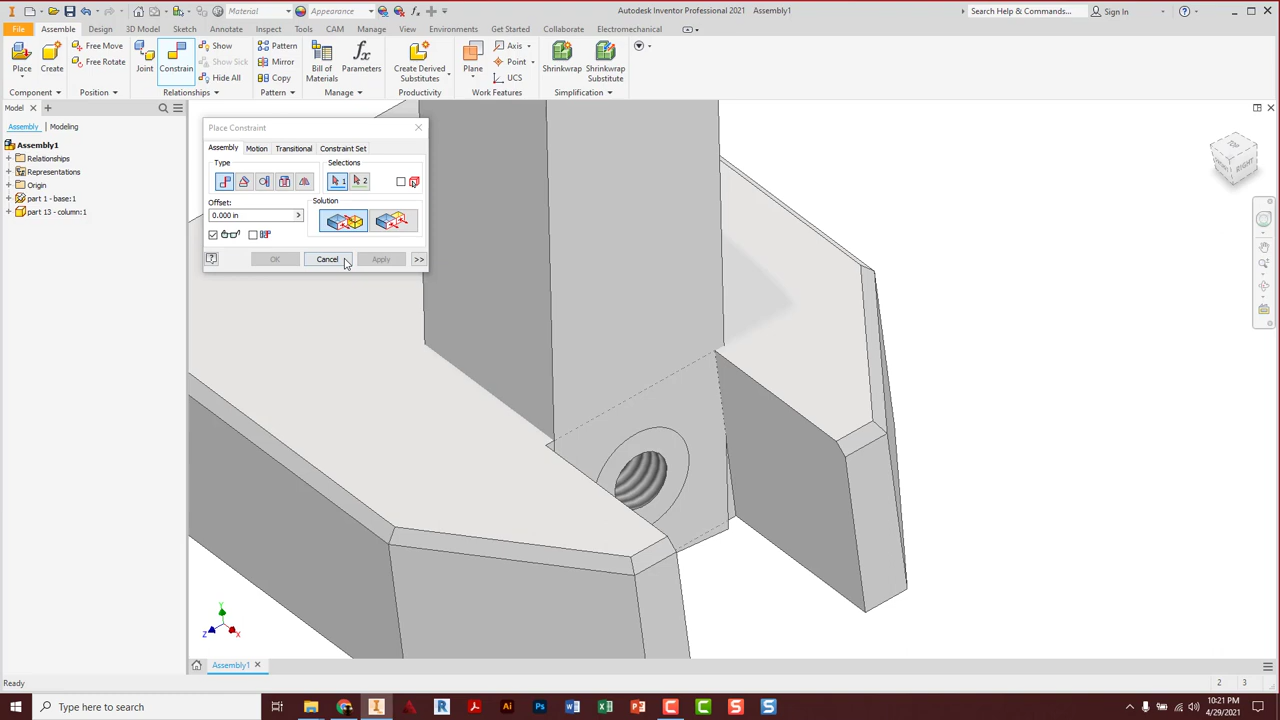 Material
Appearance
Autodesk Inventor Professional 2021 Assembly1
Search Help & Commands...
Sign In
File Assemble Design 3D Model Sketch Annotate Inspect Tools CAM Manage View Environments Get Started Collaborate Electromechanical
Place
Create
Free Move
Free Rotate
Joint
Constrain
Show
Show Sick
Hide All
Pattern
Mirror
Copy
Bill of
Materials
Parameters
Create Derived
Substitutes
Plane
Axis
Point
UCS
Shrinkwrap
Shrinkwrap
Substitute
Component Position Relationships Pattern Manage Productivity Work Features Simplification
Model
Assembly Modeling
Assembly1
Relationships
Representations
Origin
part 1 - base:1
part 13 - column:1
Place Constraint
Assembly Motion Transitional Constraint Set
Type
Selections
1
2
Offset:
0.000 in
Solution
OK
Cancel
Apply
>>
TOP
RIGHT
Y
Z
X
Assembly1
Ready
2
3
Type here to search
10:21 PM
4/29/2021